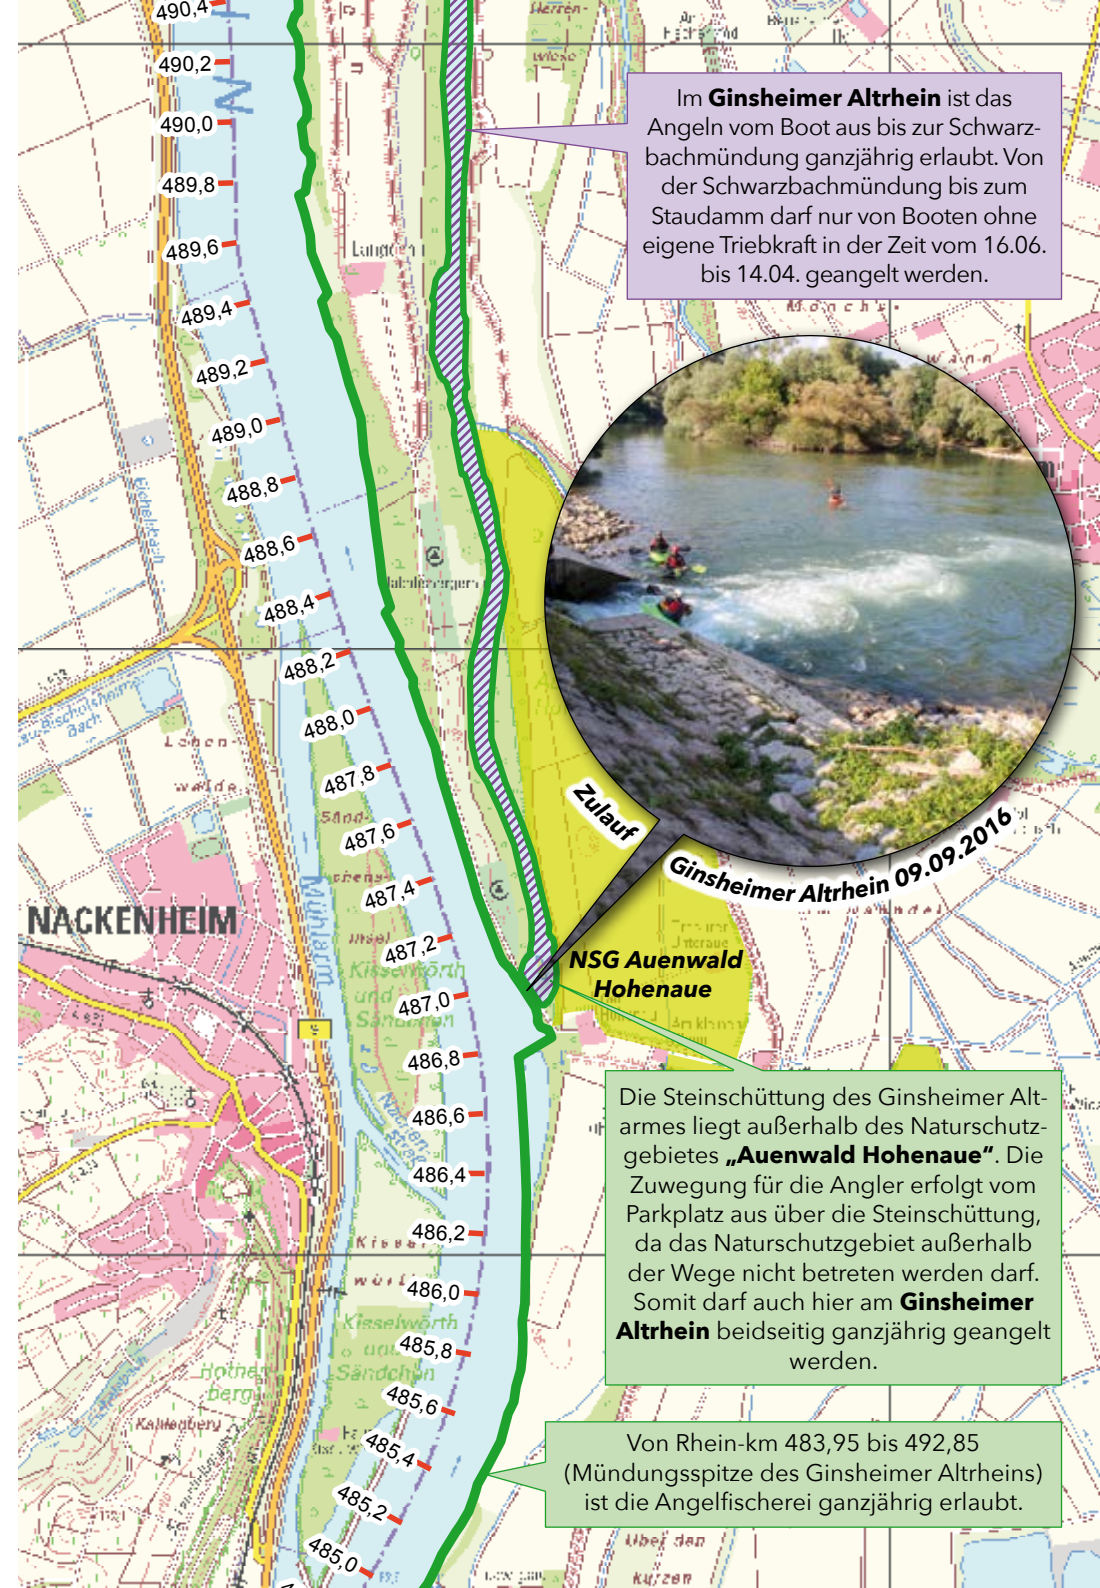 490,4
490,2
490,0
489,8
489,6
489,4
489,2
489,0
488,8
488,6
488,4
488,2
488,0
487,8
487,6
487,4
487,2
487,0
486,8
486,6
486,4
486,2
486,0
485,8
485,6
485,4
485,2
485,0
Im Ginsheimer Altrhein ist das
Angeln vom Boot aus bis zur Schwarz-
bachmündung ganzjährig erlaubt. Von
der Schwarzbachmündung bis zum
Staudamm darf nur von Booten ohne
eigene Triebkraft in der Zeit vom 16.06.
bis 14.04. geangelt werden.
Zulauf
Ginsheimer Altrhein 09.09.2016
NACKENHEIM
Mühlarm
Kisselwörth
und
Sändchen
NSG Auenwald
Hohenaue
Die Steinschüttung des Ginsheimer Alt-
armes liegt außerhalb des Naturschutz-
gebietes „Auenwald Hohenaue“. Die
Zuwegung für die Angler erfolgt vom
Parkplatz aus über die Steinschüttung,
da das Naturschutzgebiet außerhalb
der Wege nicht betreten werden darf.
Somit darf auch hier am Ginsheimer
Altrhein beidseitig ganzjährig geangelt
werden.
Kisselwörth
und
Sändchen
Von Rhein-km 483,95 bis 492,85
(Mündungsspitze des Ginsheimer Altrheins)
ist die Angelfischerei ganzjährig erlaubt.